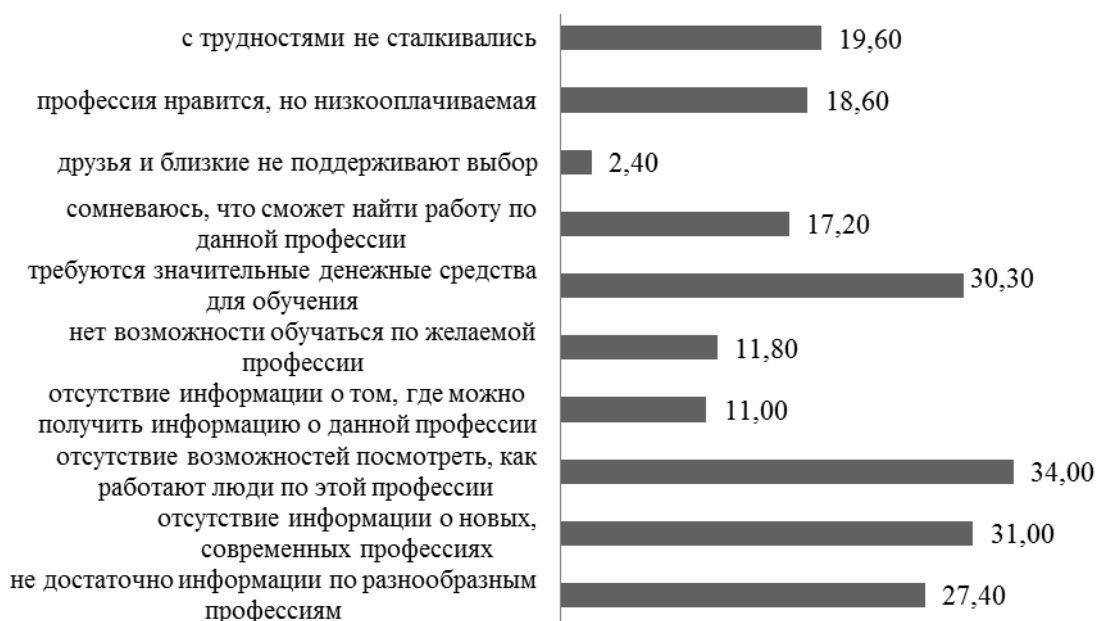 с трудностями не сталкивались
19,60
профессия нравится, но низкооплачиваемая
18,60
друзья и близкие не поддерживают выбор
2,40
сомневаюсь, что сможет найти работу по
данной профессии
17,20
требуются значительные денежные средства
для обучения
30,30
нет возможности обучаться по желаемой
профессии
11,80
отсутствие информации о том, где можно
получить информацию о данной профессии
11,00
отсутствие возможностей посмотреть, как
работают люди по этой профессии
34,00
отсутствие информации о новых,
современных профессиях
31,00
не достаточно информации по разнообразным
профессиям
27,40